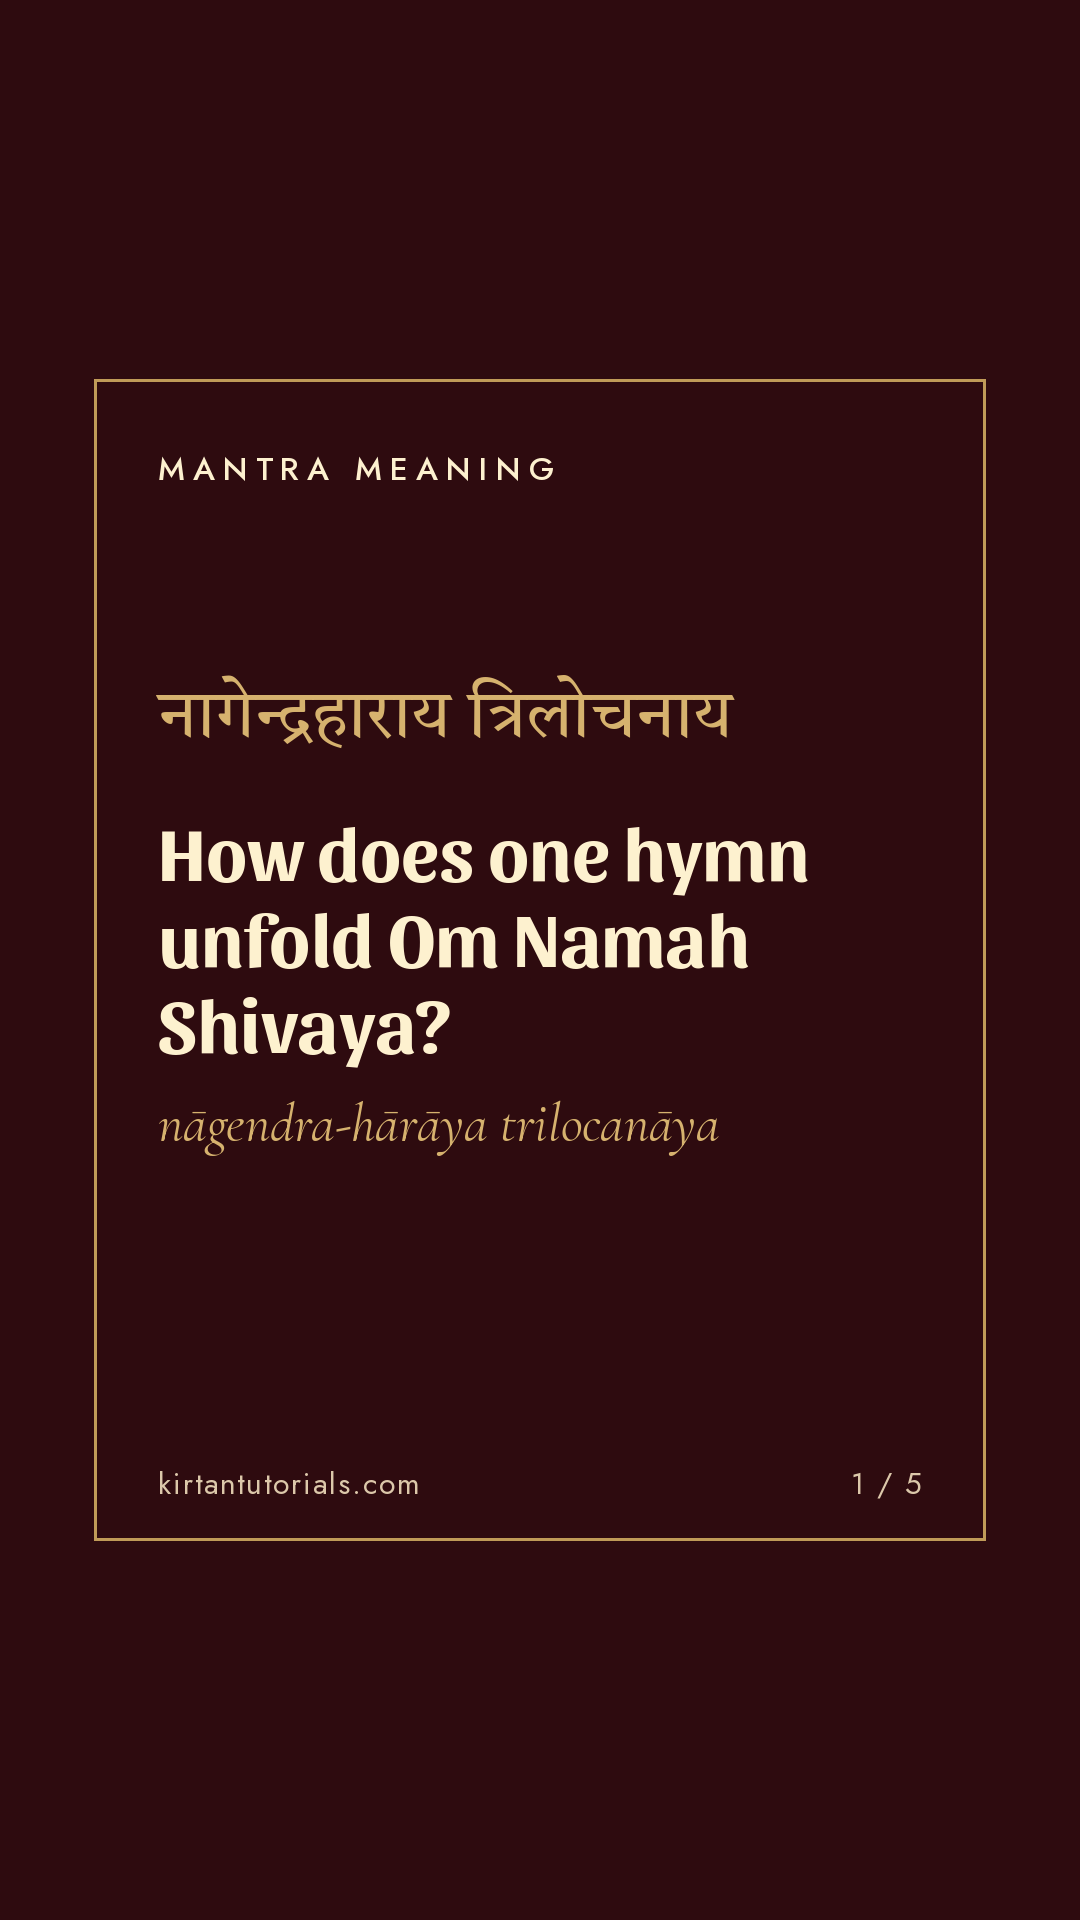 MANTRA MEANING
नागेन्द्रहाराय त्रिलोचनाय
How does one hymn
unfold Om Namah
Shivaya?
nāgendra-hārāya trilocanāya
kirtantutorials.com
1 / 5